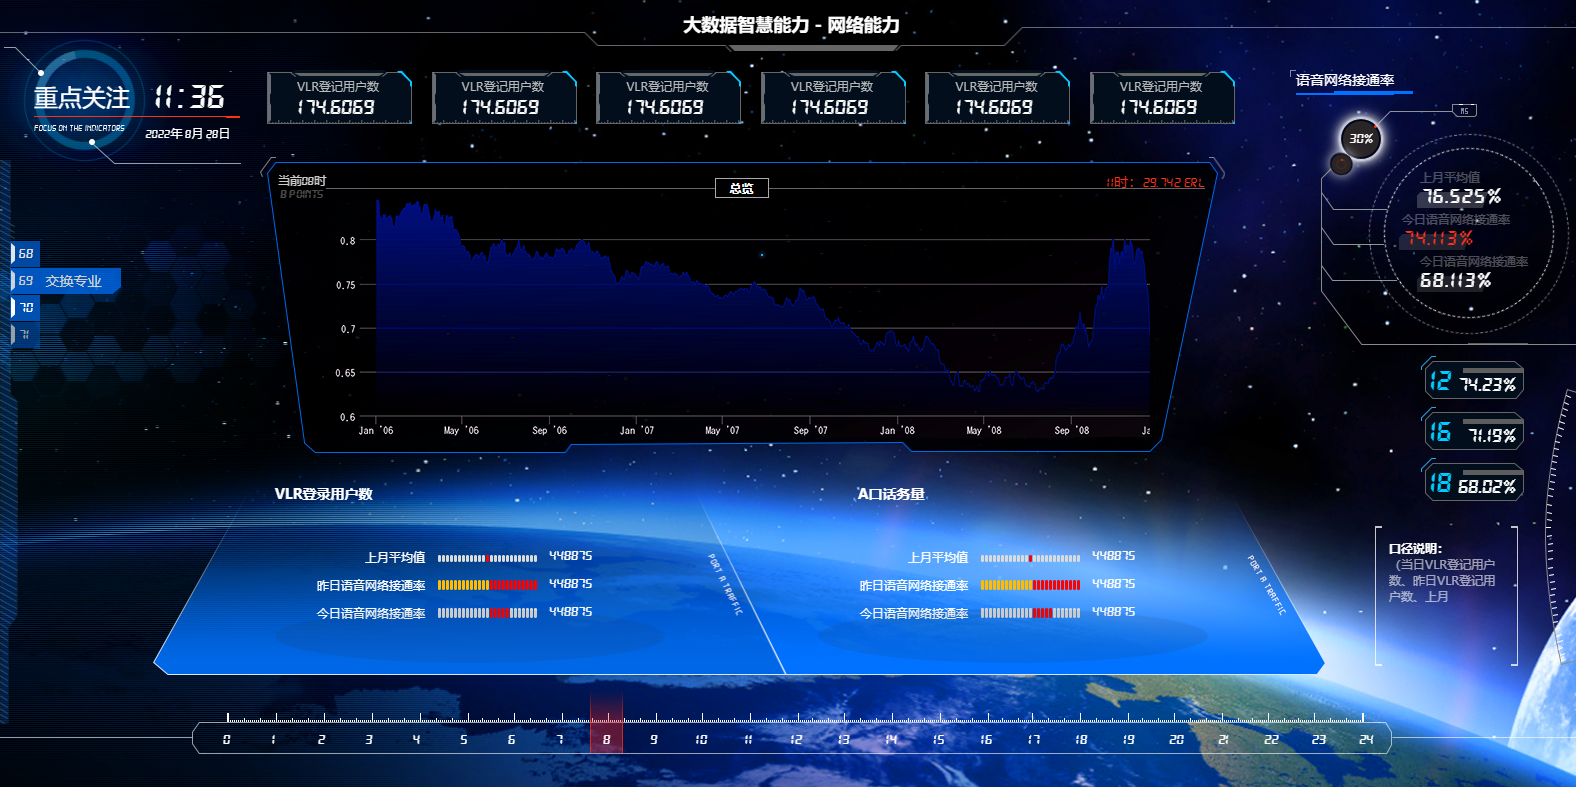 大数据智慧能力 - 网络能力
重点关注
FOCUS ON THE INDICATORS
11:36
2022年8月28日
VLR登记用户数
174.6069
VLR登记用户数
174.6069
VLR登记用户数
174.6069
VLR登记用户数
174.6069
VLR登记用户数
174.6069
VLR登记用户数
174.6069
语音网络接通率
30%
上月平均值
76.525%
今日语音网络接通率
74.113%
今日语音网络接通率
68.113%
68
69 交换专业
70
71
当前08时
8 POINTS
总览
11时: 29.742 ERL
0.8
0.75
0.7
0.65
0.6
Jan '06
May '06
Sep '06
Jan '07
May '07
Sep '07
Jan '08
May '08
Sep '08
Ja
12 74.23%
16 71.19%
18 68.02%
VLR登录用户数
上月平均值 448875
昨日语音网络接通率 448875
今日语音网络接通率 448875
PORT A TRAFFIC
A口话务量
上月平均值 448875
昨日语音网络接通率 448875
今日语音网络接通率 448875
PORT A TRAFFIC
口径说明:
(当日VLR登记用户
数、昨日VLR登记用
户数、上月
0 1 2 3 4 5 6 7 8 9 10 11 12 13 14 15 16 17 18 19 20 21 22 23 24